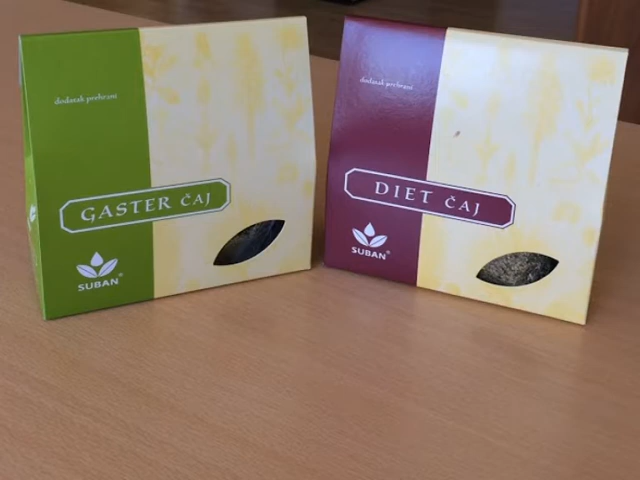 dodatak prehrani
GASTER ČAJ
SUBAN®
dodatak prehrani
DIET ČAJ
SUBAN®